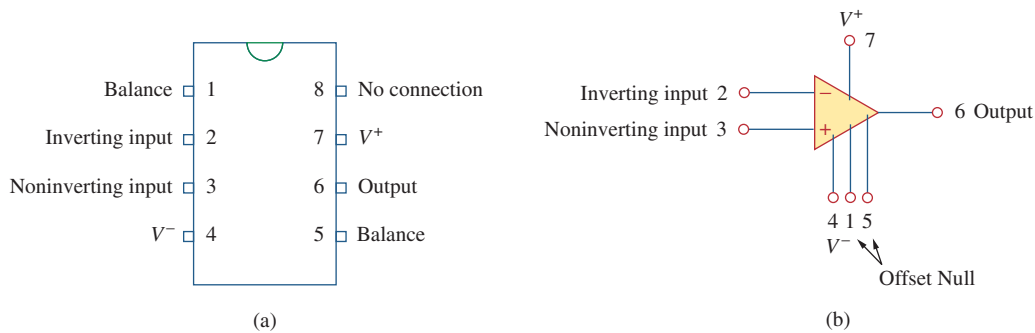 Balance 1 8 No connection
Inverting input 2 7 V+
Noninverting input 3 6 Output
V− 4 5 Balance
(a)
V+
7
Inverting input 2 −
Noninverting input 3 +
6 Output
4 1 5
V−
Offset Null
(b)